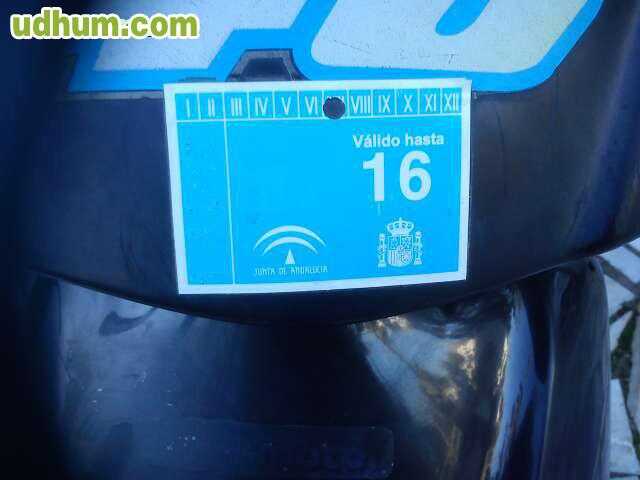 udhum.com
I II III IV V VI VIII IX X XI XII
Válido hasta
16
JUNTA DE ANDALUCIA